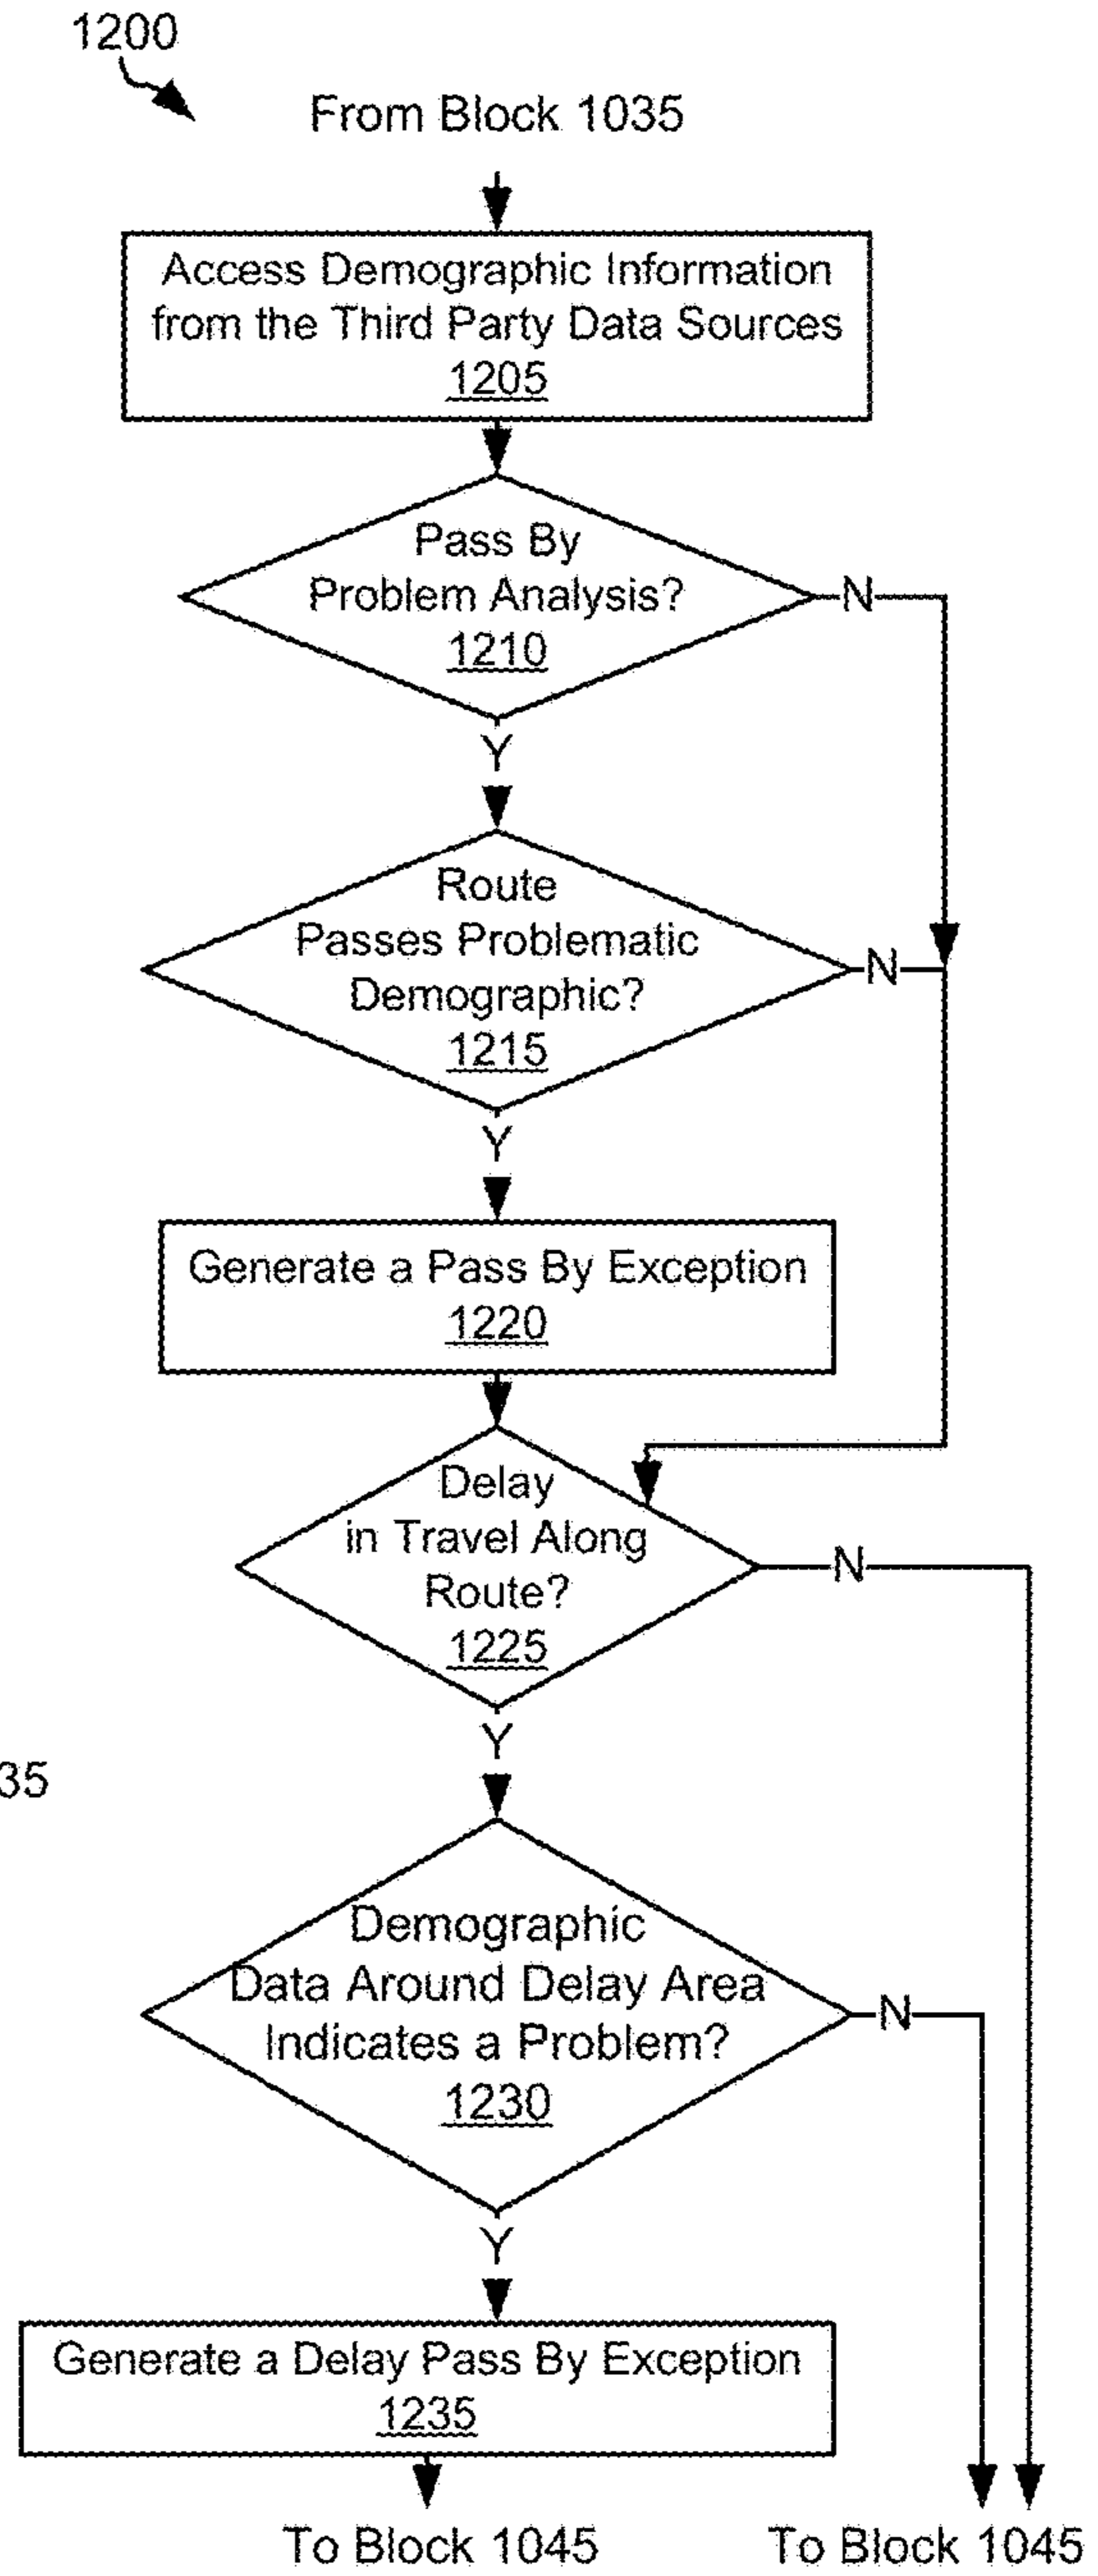 1200
From Block 1035
Access Demographic Information
from the Third Party Data Sources
1205
Pass By
Problem Analysis?
1210
N
Y
Route
Passes Problematic
Demographic?
1215
N
Y
Generate a Pass By Exception
1220
Delay
in Travel Along
Route?
1225
N
Y
35
Demographic
Data Around Delay Area
Indicates a Problem?
1230
N
Y
Generate a Delay Pass By Exception
1235
To Block 1045
To Block 1045